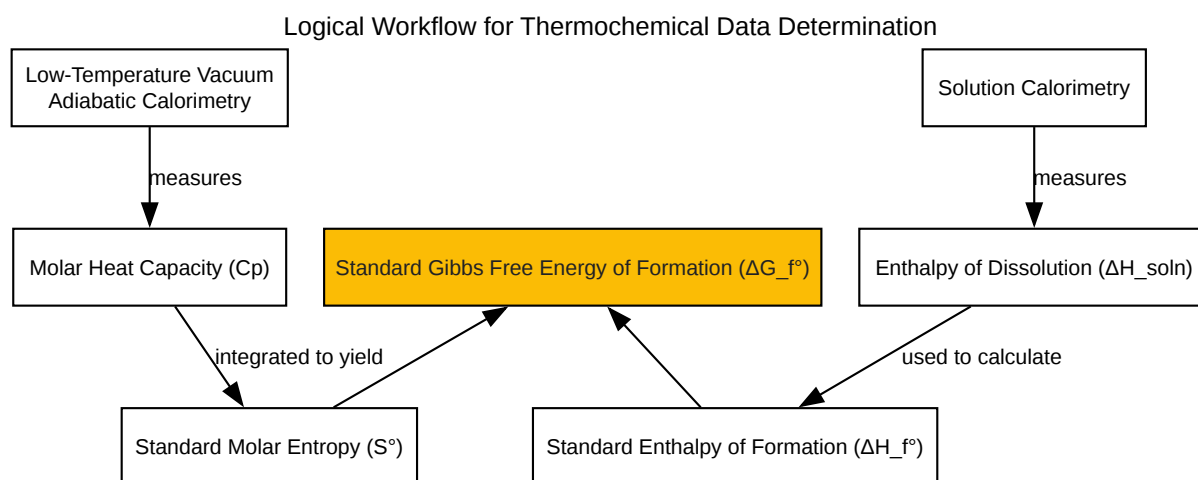 Logical Workflow for Thermochemical Data Determination
Low-Temperature Vacuum
Adiabatic Calorimetry
Solution Calorimetry
measures
measures
Molar Heat Capacity (Cp)
Standard Gibbs Free Energy of Formation (ΔG_f°)
Enthalpy of Dissolution (ΔH_soln)
integrated to yield
used to calculate
Standard Molar Entropy (S°)
Standard Enthalpy of Formation (ΔH_f°)